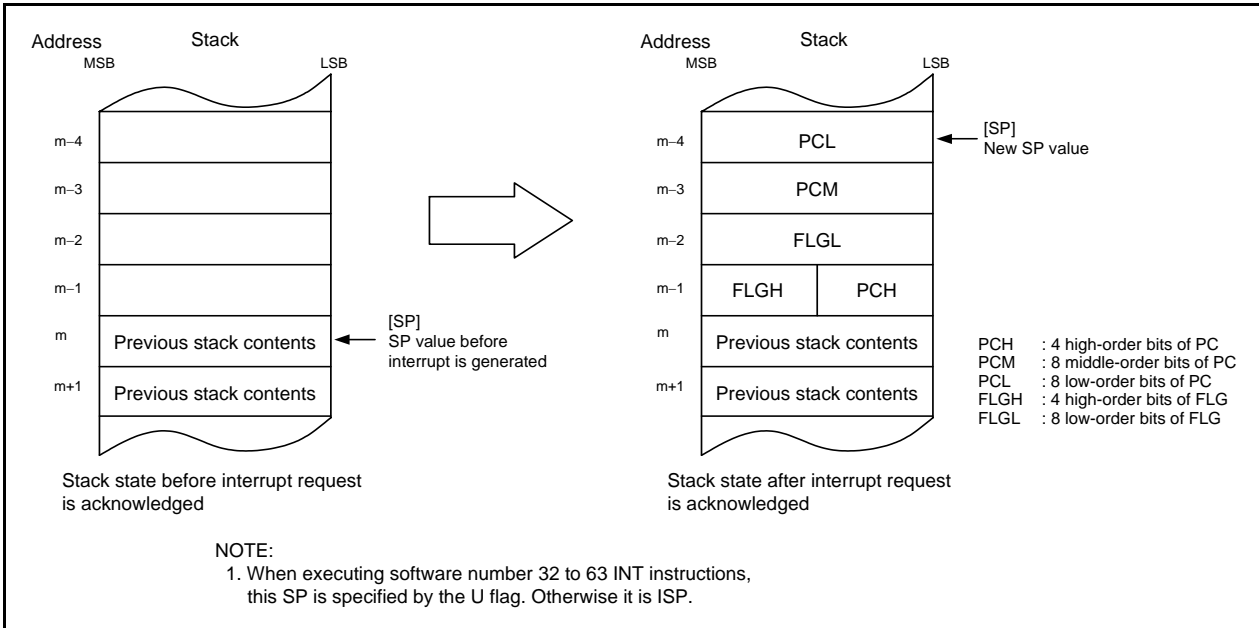 Address
Stack
MSB
LSB
m−4
m−3
m−2
m−1
m
Previous stack contents
m+1
Previous stack contents
[SP]
SP value before
interrupt is generated
Stack state before interrupt request
is acknowledged
Address
Stack
MSB
LSB
m−4
PCL
[SP]
New SP value
m−3
PCM
m−2
FLGL
m−1
FLGH
PCH
m
Previous stack contents
m+1
Previous stack contents
PCH : 4 high-order bits of PC
PCM : 8 middle-order bits of PC
PCL : 8 low-order bits of PC
FLGH : 4 high-order bits of FLG
FLGL : 8 low-order bits of FLG
Stack state after interrupt request
is acknowledged
NOTE:
1. When executing software number 32 to 63 INT instructions,
this SP is specified by the U flag. Otherwise it is ISP.